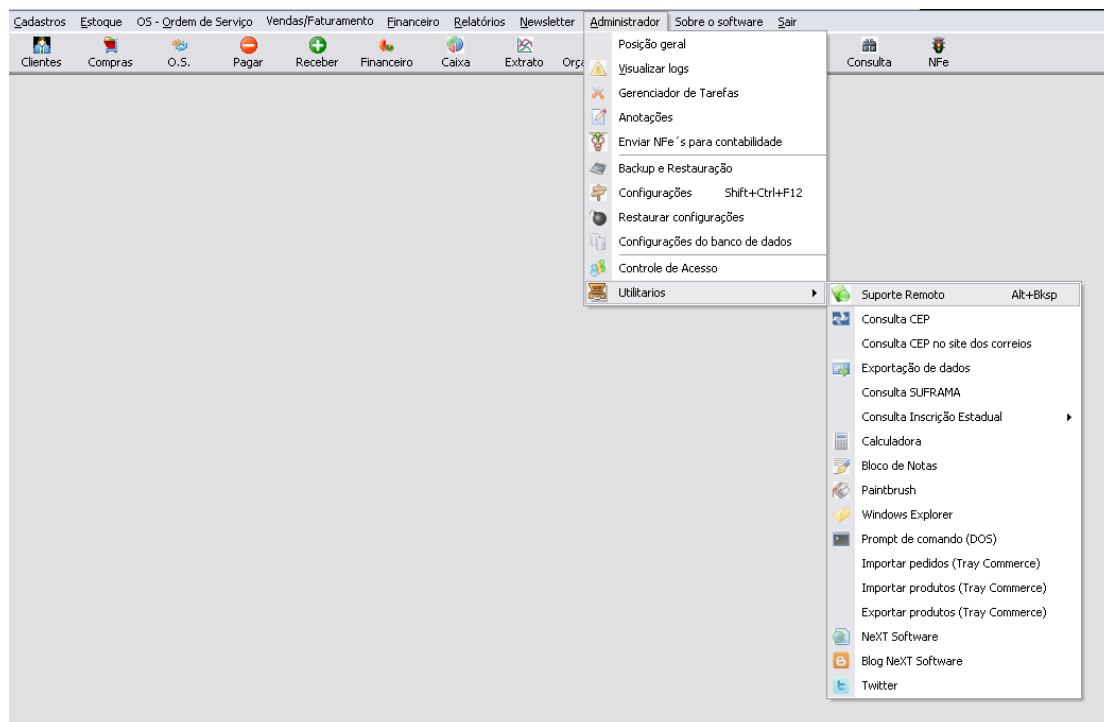 Cadastros Estoque OS - Ordem de Serviço Vendas/Faturamento Financeiro Relatórios Newsletter Administrador Sobre o software Sair
Clientes Compras O.S. Pagar Receber Financeiro Caixa Extrato Orça Consulta NFe
Posição geral
Visualizar logs
Gerenciador de Tarefas
Anotações
Enviar NFe´s para contabilidade
Backup e Restauração
Configurações Shift+Ctrl+F12
Restaurar configurações
Configurações do banco de dados
Controle de Acesso
Utilitarios
Suporte Remoto Alt+Bksp
Consulta CEP
Consulta CEP no site dos correios
Exportação de dados
Consulta SUFRAMA
Consulta Inscrição Estadual
Calculadora
Bloco de Notas
Paintbrush
Windows Explorer
Prompt de comando (DOS)
Importar pedidos (Tray Commerce)
Importar produtos (Tray Commerce)
Exportar produtos (Tray Commerce)
NeXT Software
Blog NeXT Software
Twitter